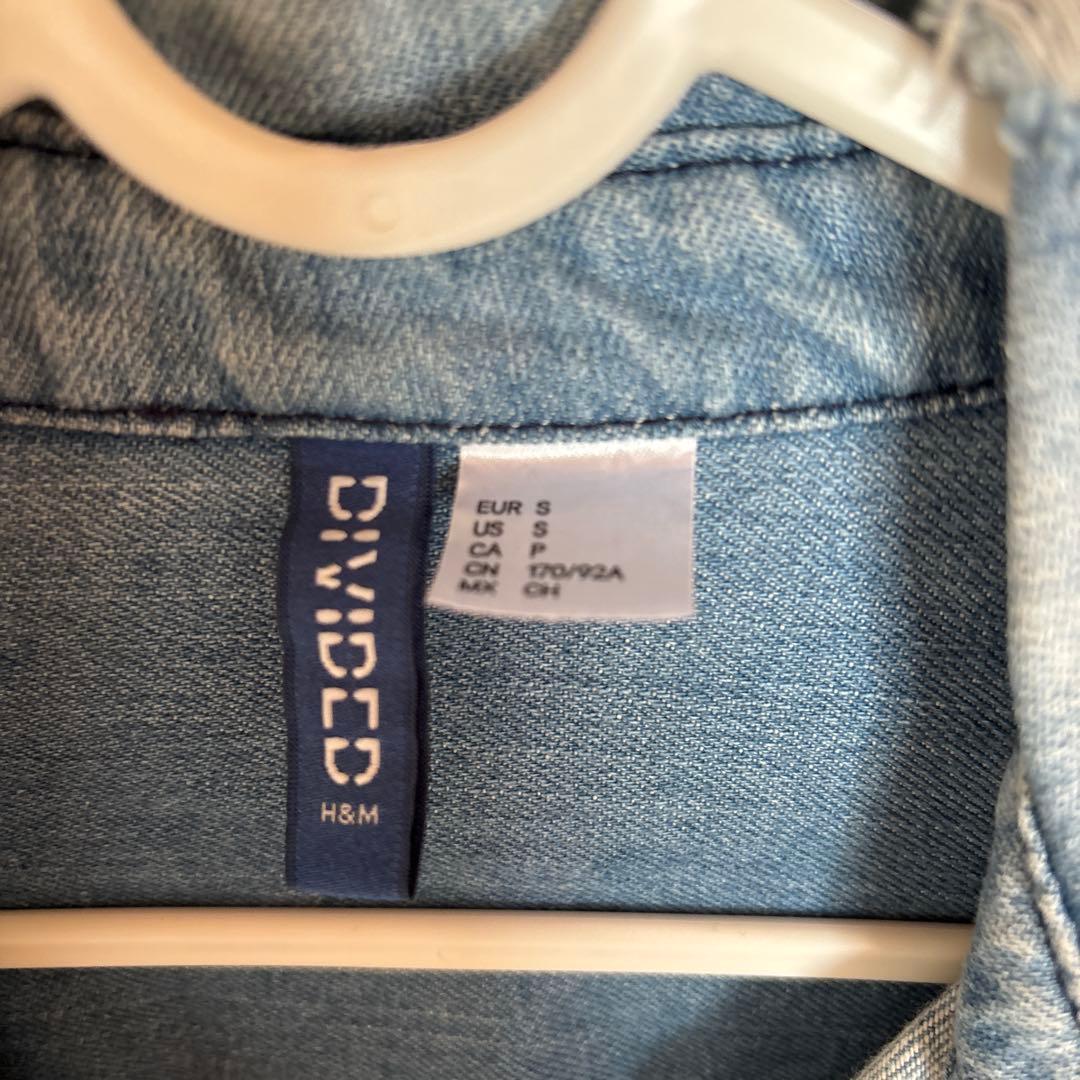 DIVIDED
H&M
EUR S
US S
CA P
CN 170/92A
MX CH